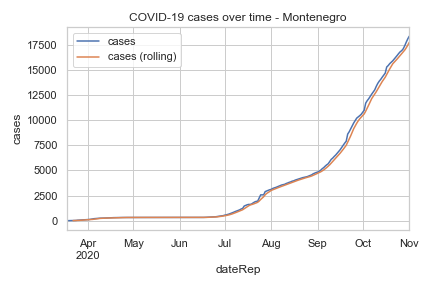 COVID-19 cases over time - Montenegro
cases
cases (rolling)
17500
15000
12500
10000
7500
5000
2500
0
cases
Apr May Jun Jul Aug Sep Oct Nov
2020
dateRep